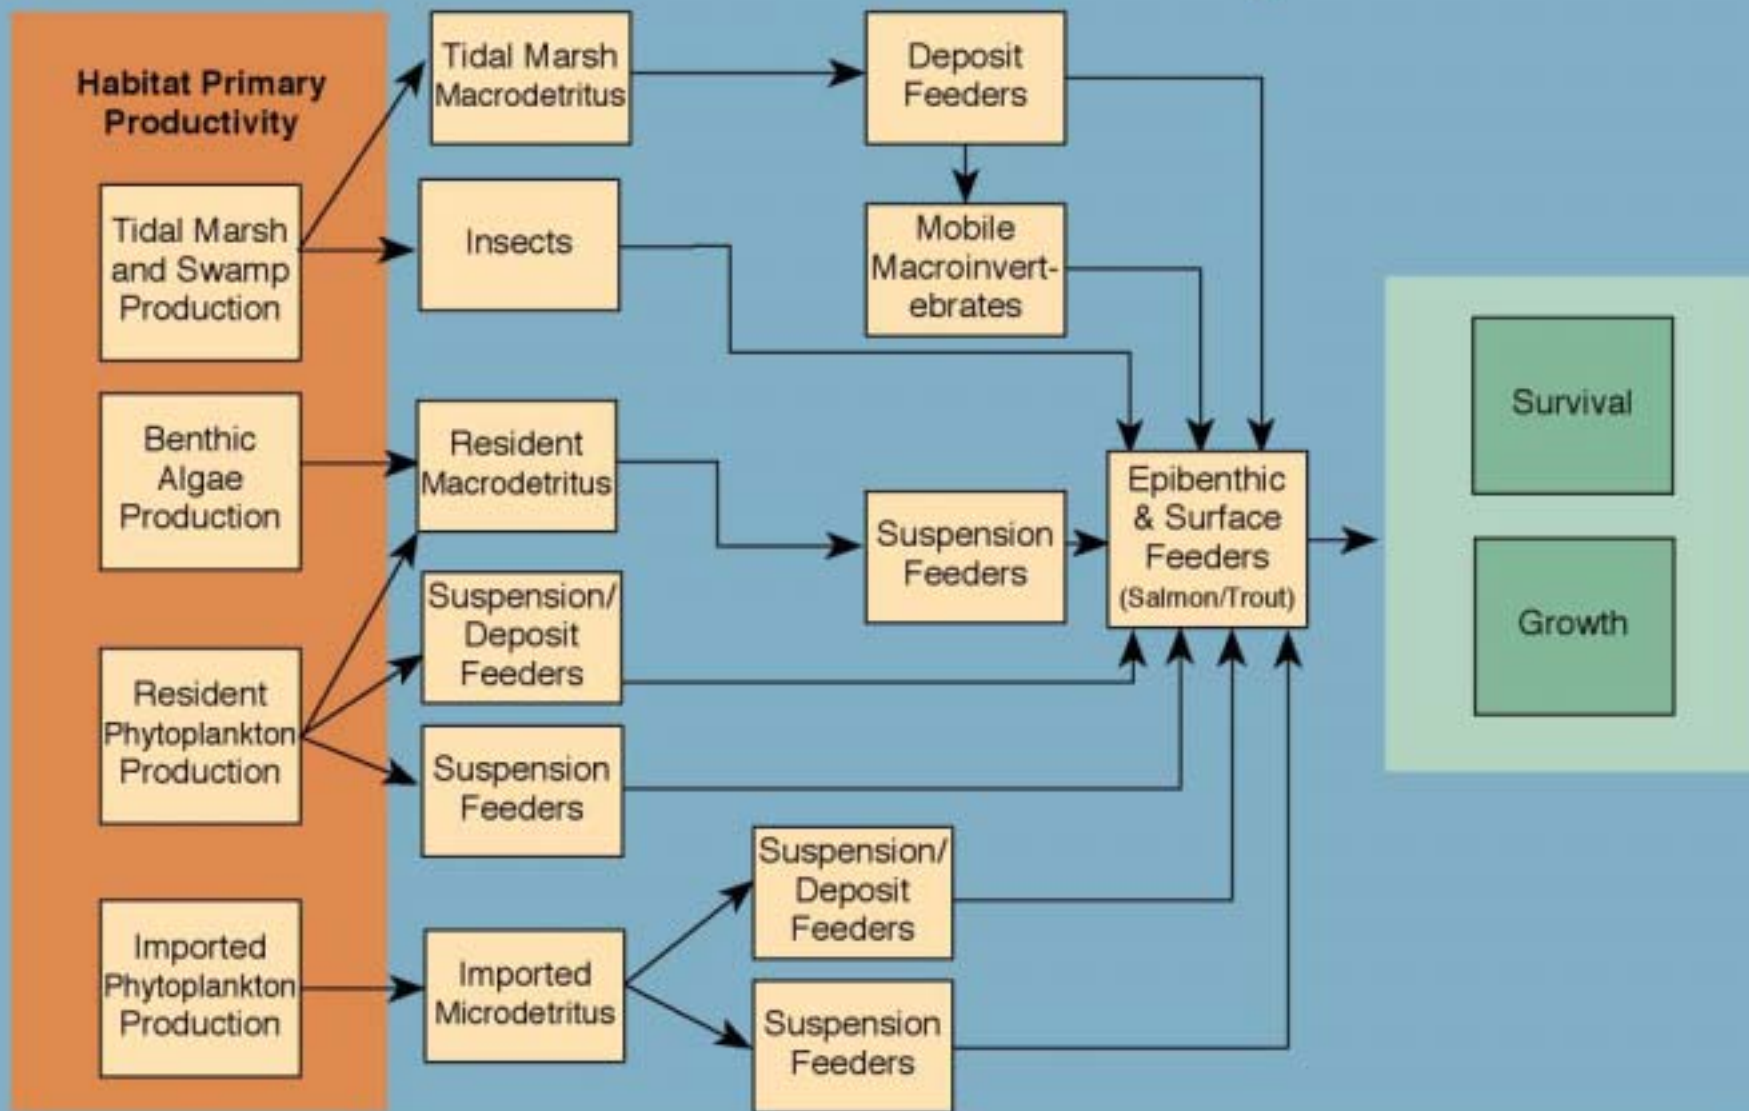 Habitat Primary
Productivity
Tidal Marsh
and Swamp
Production
Benthic
Algae
Production
Resident
Phytoplankton
Production
Imported
Phytoplankton
Production
Tidal Marsh
Macrodetritus
Insects
Resident
Macrodetritus
Suspension/
Deposit
Feeders
Suspension
Feeders
Imported
Microdetritus
Deposit
Feeders
Mobile
Macroinvert-
ebrates
Suspension
Feeders
Suspension/
Deposit
Feeders
Suspension
Feeders
Epibenthic
& Surface
Feeders
(Salmon/Trout)
Survival
Growth